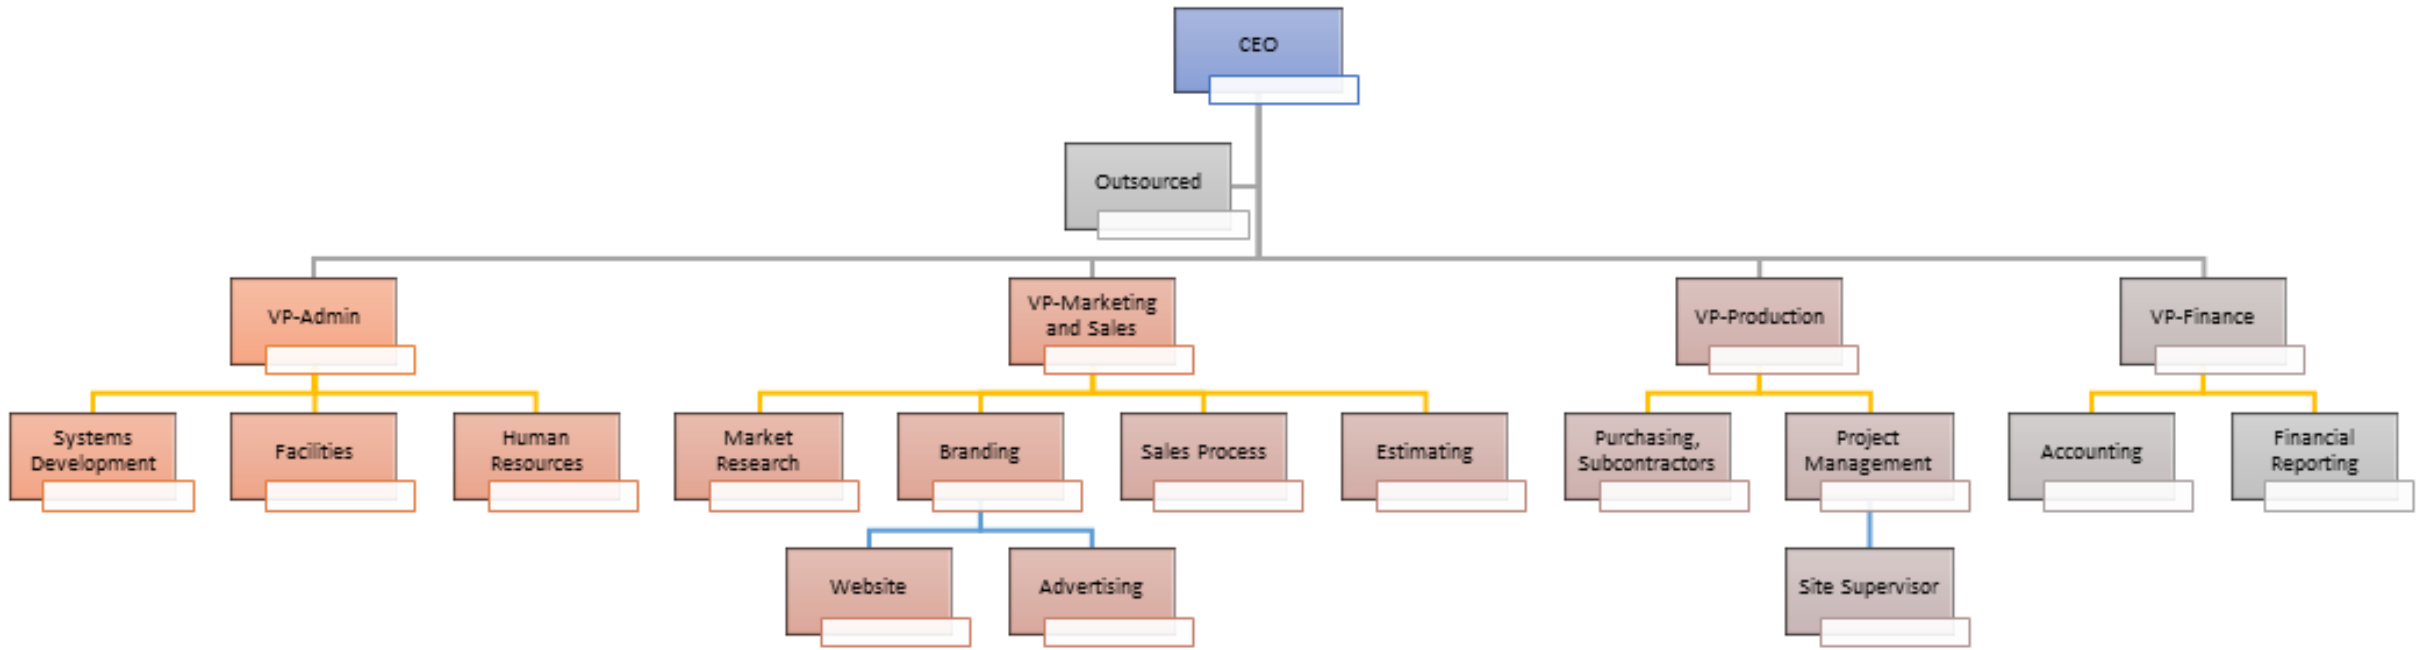 CEO
Outsourced
VP-Admin
VP-Marketing
and Sales
VP-Production
VP-Finance
Systems
Development
Facilities
Human
Resources
Market
Research
Branding
Sales Process
Estimating
Purchasing,
Subcontractors
Project
Management
Accounting
Financial
Reporting
Website
Advertising
Site Supervisor